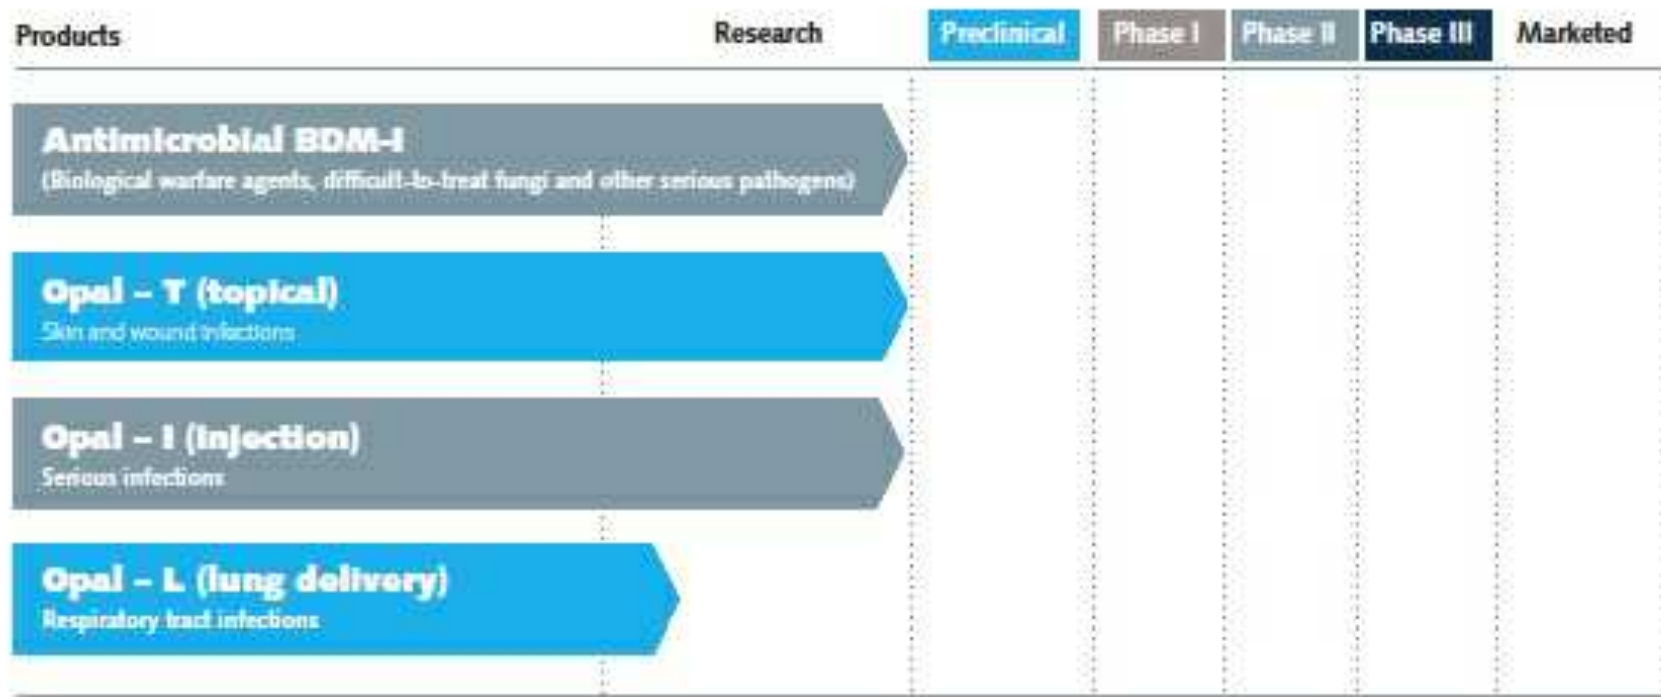 Products Research Preclinical Phase I Phase II Phase III Marketed
Antimicrobial BDM-I
(Biological warfare agents, difficult-to-treat fungi and other serious pathogens)
Opal – T (topical)
Skin and wound infections
Opal – I (injection)
Serious infections
Opal – L (lung delivery)
Respiratory tract infections